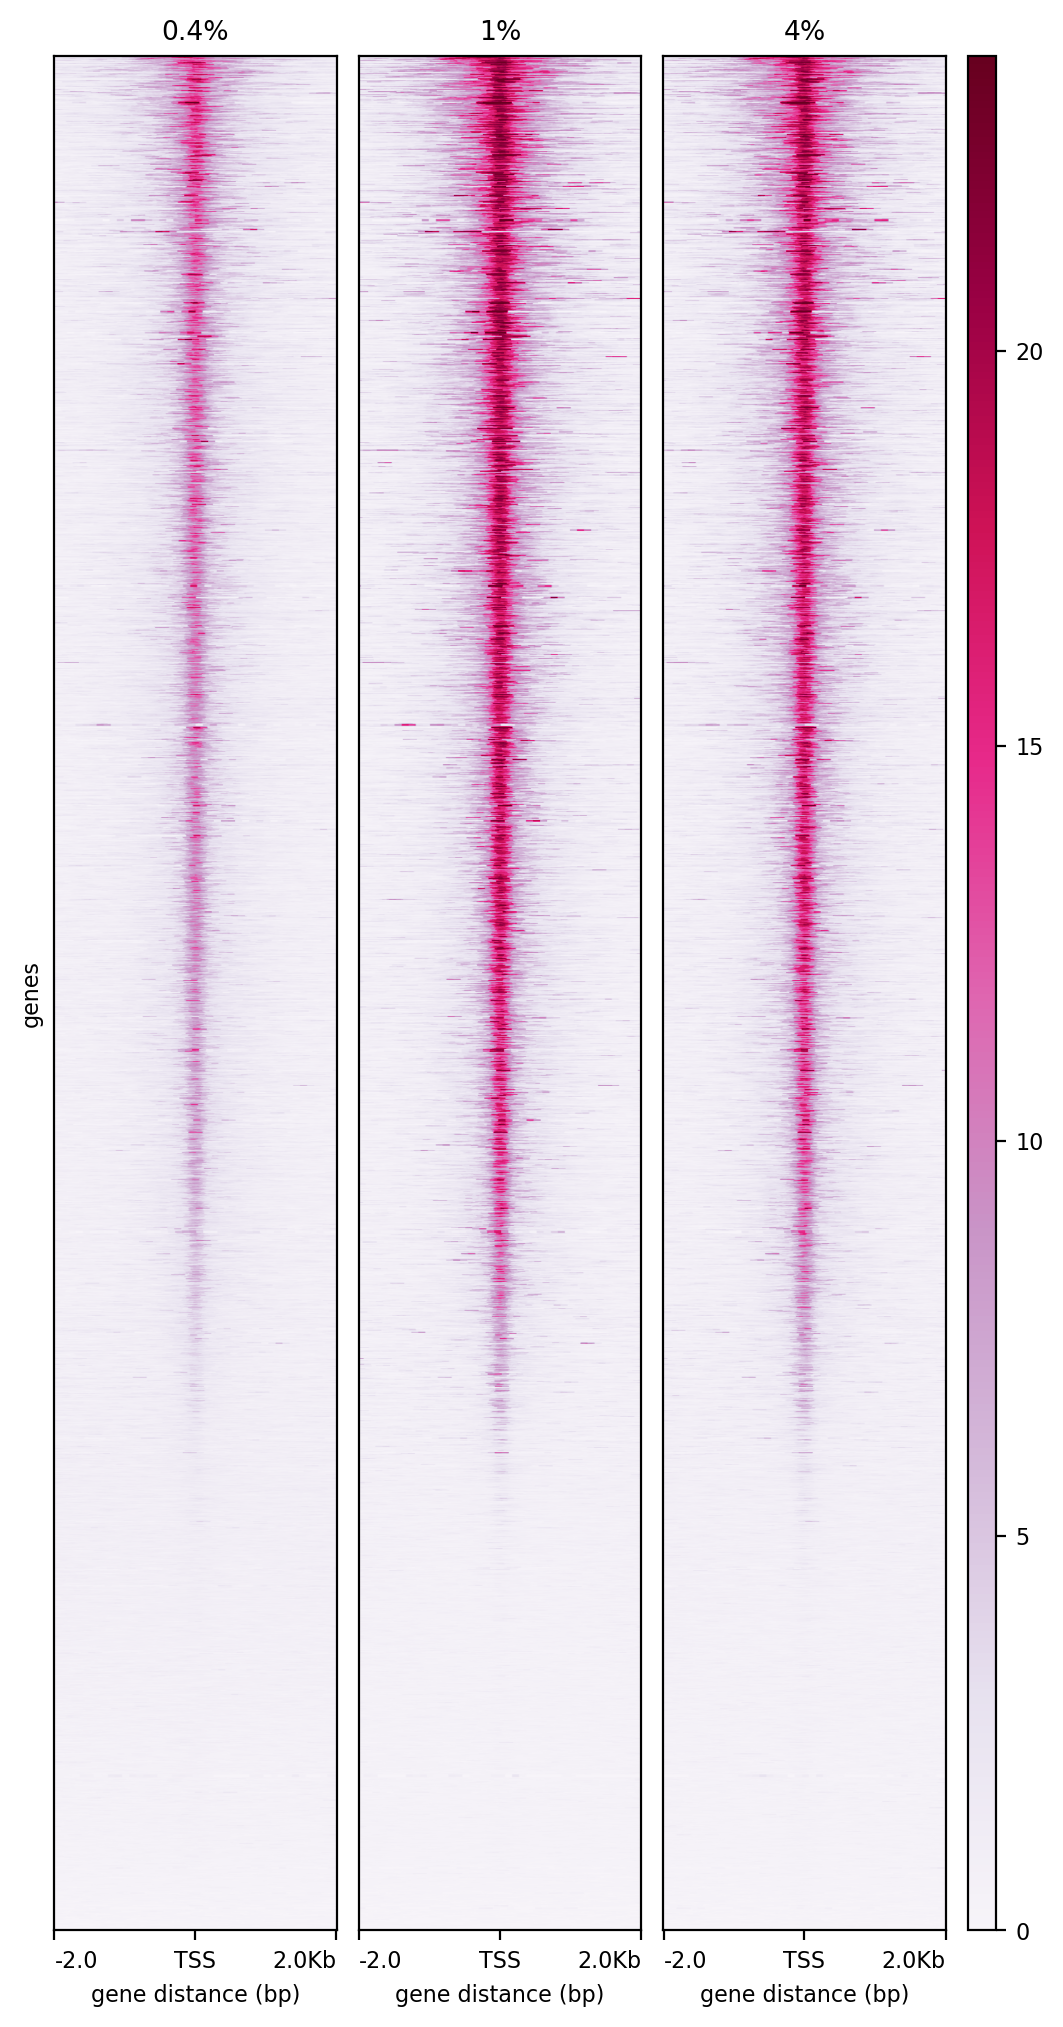 0.4%
1%
4%
genes
20
15
10
5
0
-2.0 TSS 2.0Kb
-2.0 TSS 2.0Kb
-2.0 TSS 2.0Kb
gene distance (bp)
gene distance (bp)
gene distance (bp)